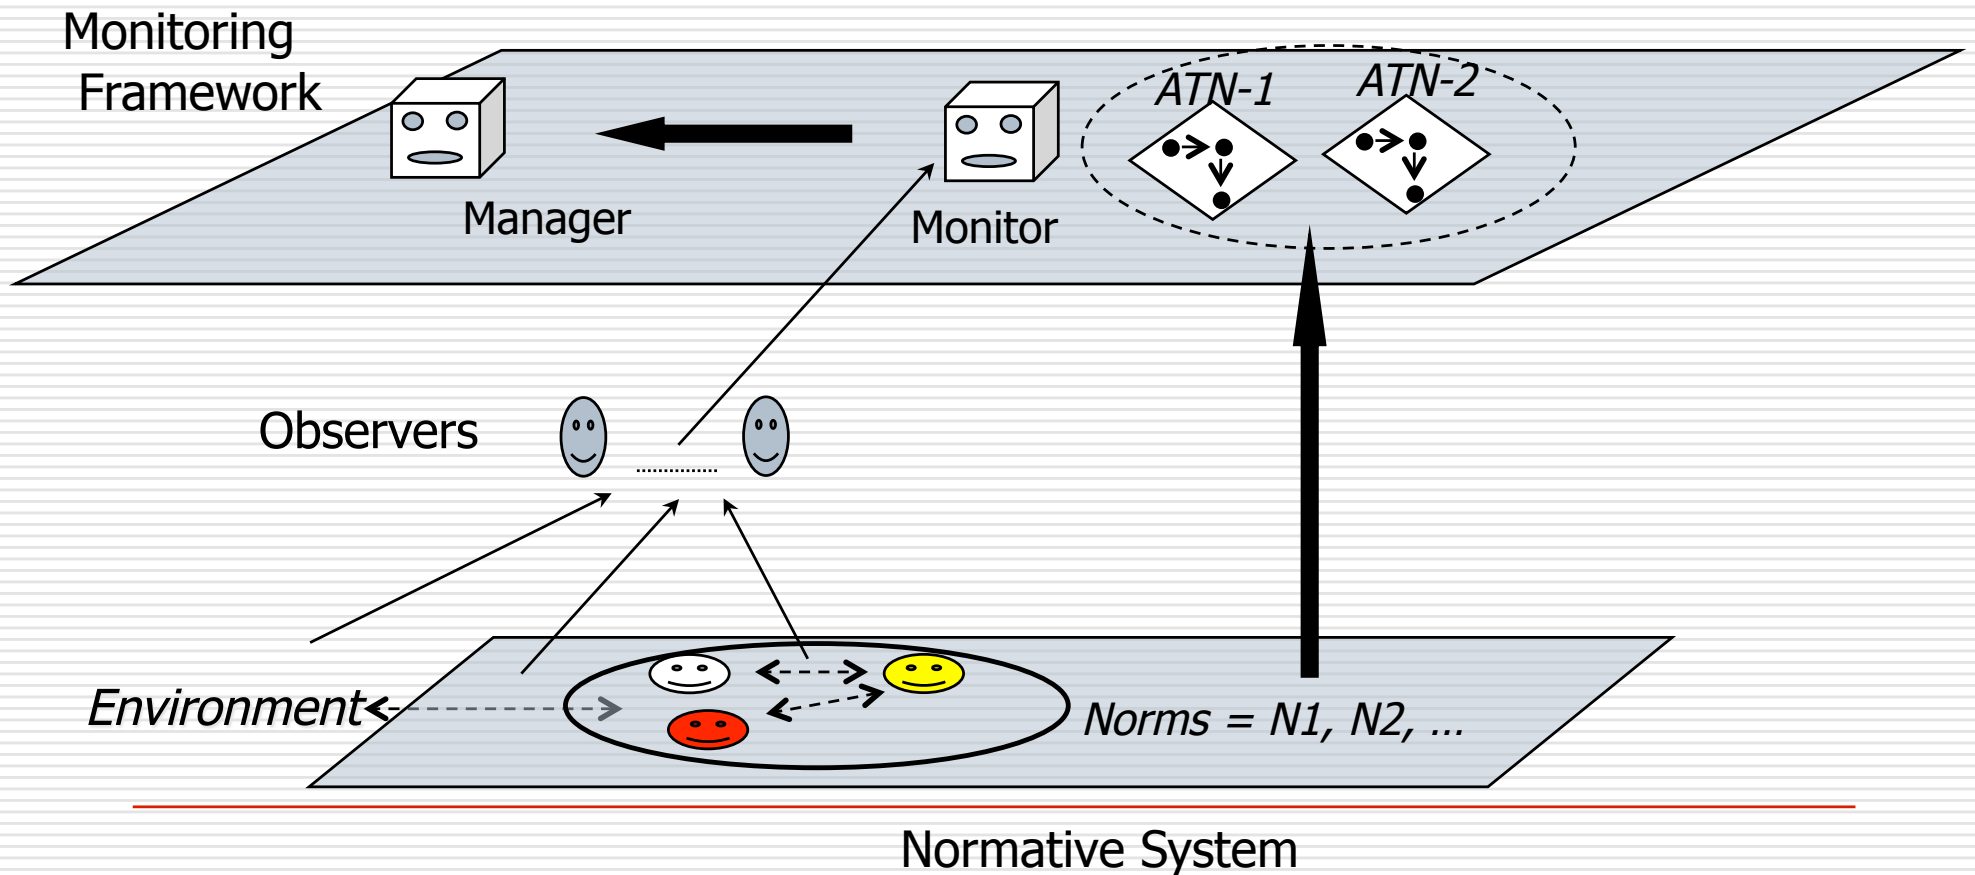 Monitoring
Framework
ATN-1
ATN-2
Manager
Monitor
Observers
Environment
Norms = N1, N2, …
Normative System